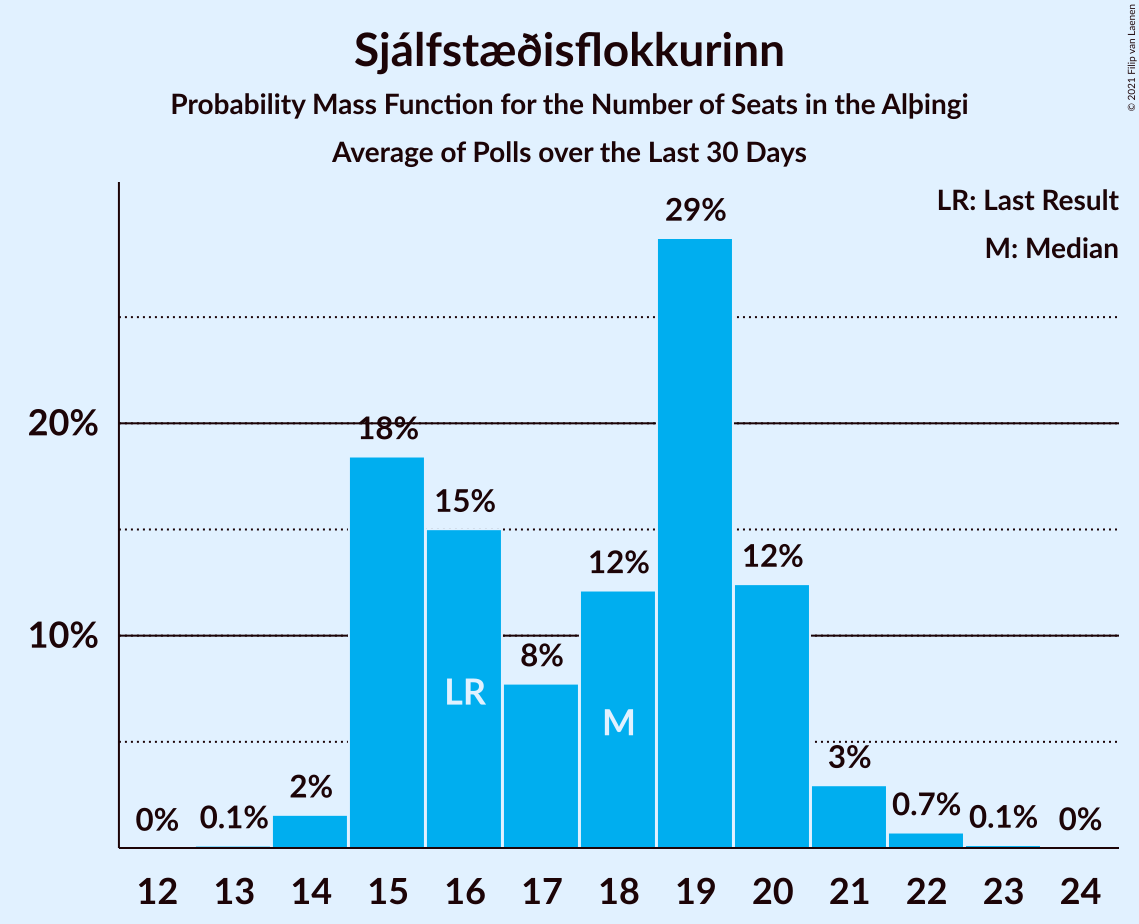 Sjálfstæðisflokkurinn
Probability Mass Function for the Number of Seats in the Alþingi
Average of Polls over the Last 30 Days
© 2021 Filip van Laenen
LR: Last Result
M: Median
29%
20%
18%
15%
12%
12%
10%
8%
LR
M
3%
2%
0.7%
0%
0.1%
0.1%
0%
12 13 14 15 16 17 18 19 20 21 22 23 24